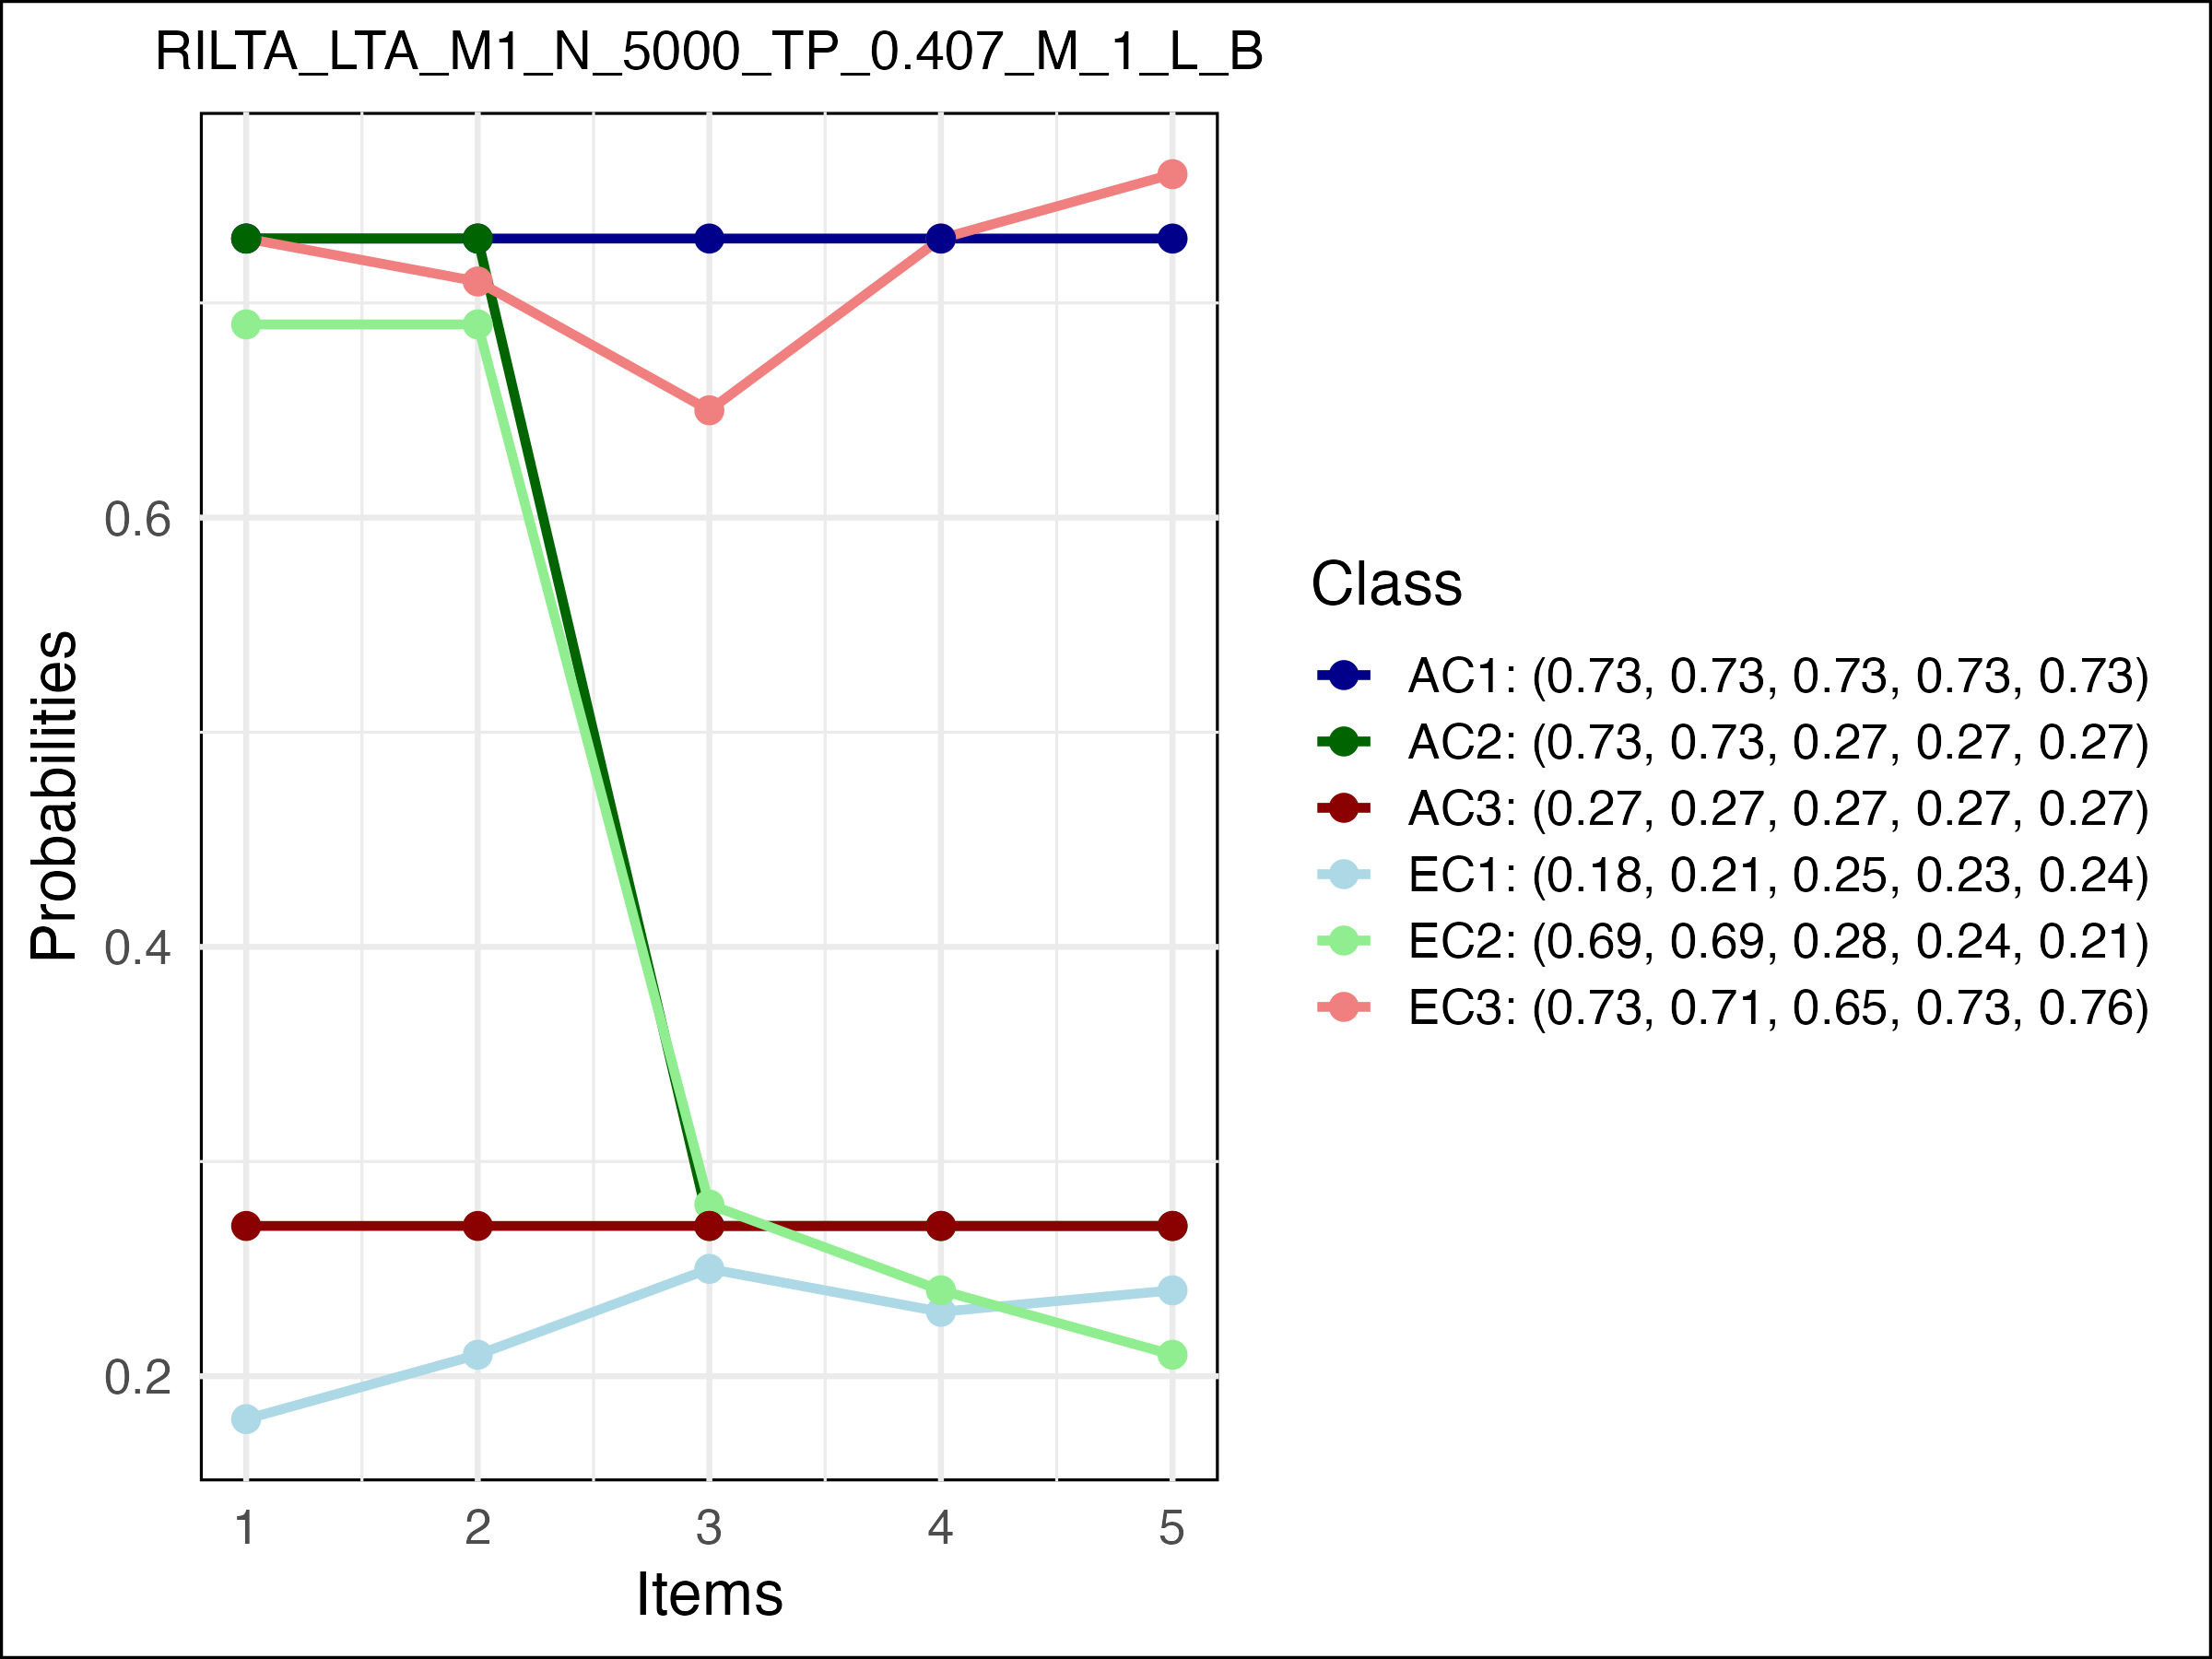 RILTA_LTA_M1_N_5000_TP_0.407_M_1_L_B
Probabilities
0.6
0.4
0.2
1 2 3 4 5
Items
Class
AC1: (0.73, 0.73, 0.73, 0.73, 0.73)
AC2: (0.73, 0.73, 0.27, 0.27, 0.27)
AC3: (0.27, 0.27, 0.27, 0.27, 0.27)
EC1: (0.18, 0.21, 0.25, 0.23, 0.24)
EC2: (0.69, 0.69, 0.28, 0.24, 0.21)
EC3: (0.73, 0.71, 0.65, 0.73, 0.76)